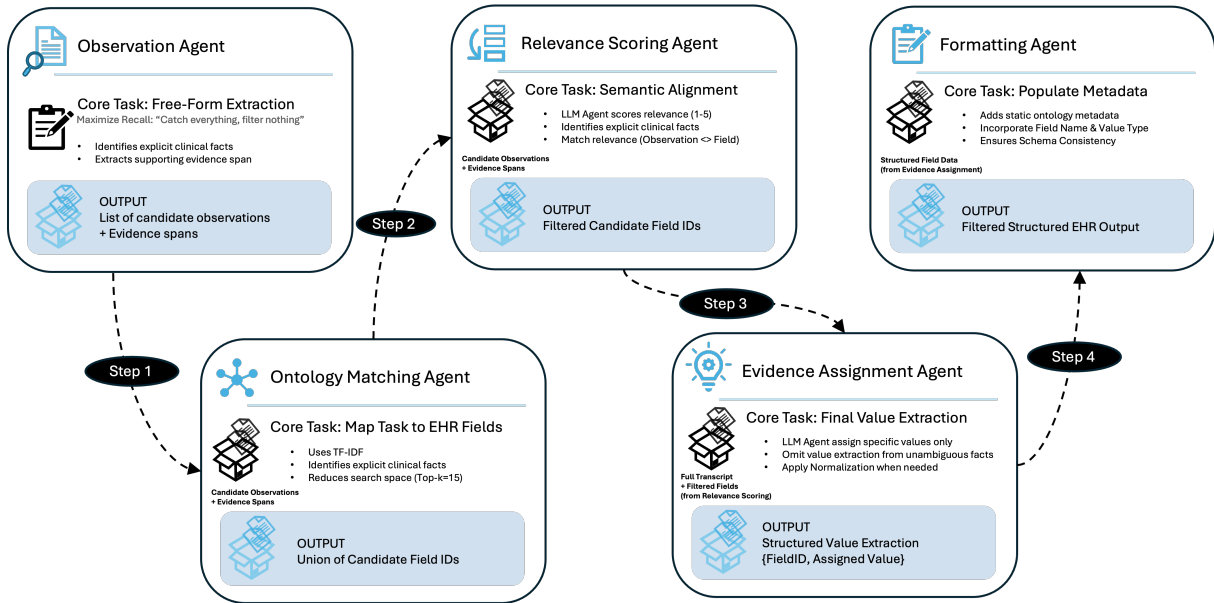 Observation Agent
Core Task: Free-Form Extraction
Maximize Recall: “Catch everything, filter nothing”
• Identifies explicit clinical facts
• Extracts supporting evidence span
OUTPUT
List of candidate observations
+ Evidence spans
Step 1
Ontology Matching Agent
Core Task: Map Task to EHR Fields
• Uses TF-IDF
• Identifies explicit clinical facts
• Reduces search space (Top-k=15)
Candidate Observations
+ Evidence Spans
OUTPUT
Union of Candidate Field IDs
Step 2
Relevance Scoring Agent
Core Task: Semantic Alignment
• LLM Agent scores relevance (1-5)
• Identifies explicit clinical facts
• Match relevance (Observation <> Field)
Candidate Observations
+ Evidence Spans
OUTPUT
Filtered Candidate Field IDs
Step 3
Evidence Assignment Agent
Core Task: Final Value Extraction
• LLM Agent assign specific values only
• Omit value extraction from unambiguous facts
• Apply Normalization when needed
Full Transcript
+ Filtered Fields
(from Relevance Scoring)
OUTPUT
Structured Value Extraction
{FieldID, Assigned Value}
Step 4
Formatting Agent
Core Task: Populate Metadata
• Adds static ontology metadata
• Incorporate Field Name & Value Type
• Ensures Schema Consistency
Structured Field Data
(from Evidence Assignment)
OUTPUT
Filtered Structured EHR Output